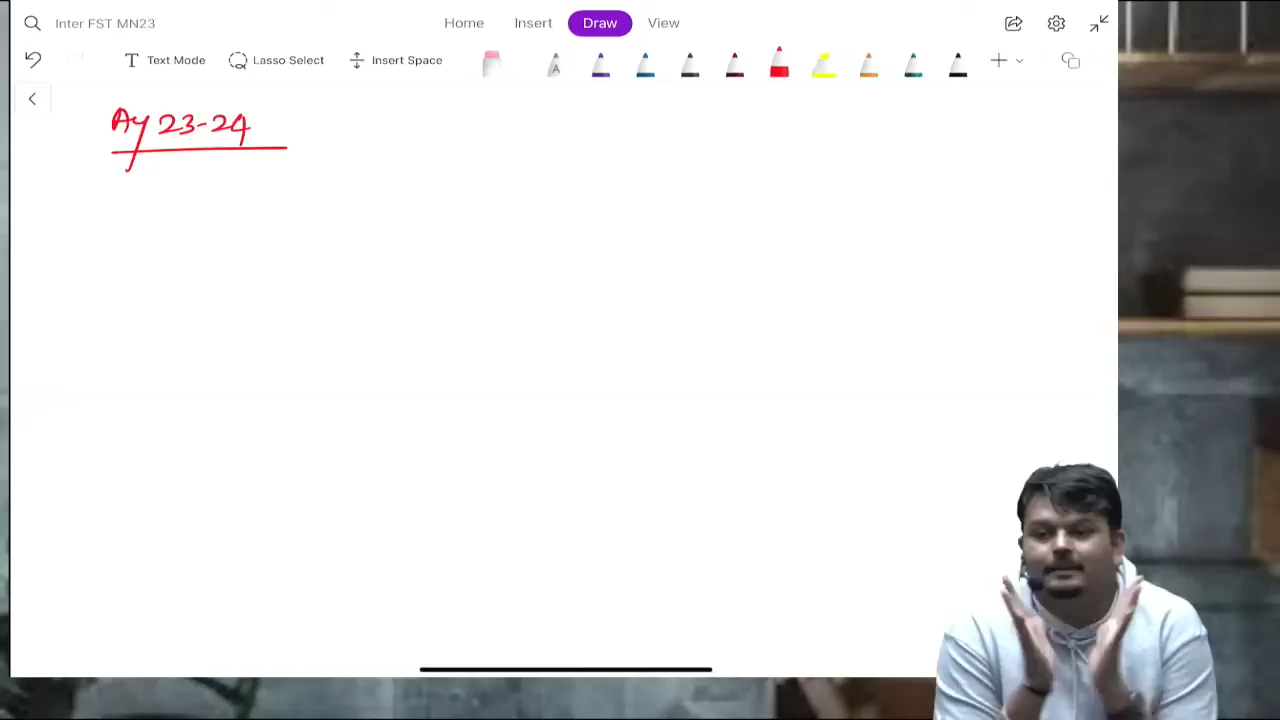 Inter FST MN23
Home Insert Draw View
Text Mode Lasso Select Insert Space
A
Ay 23-24